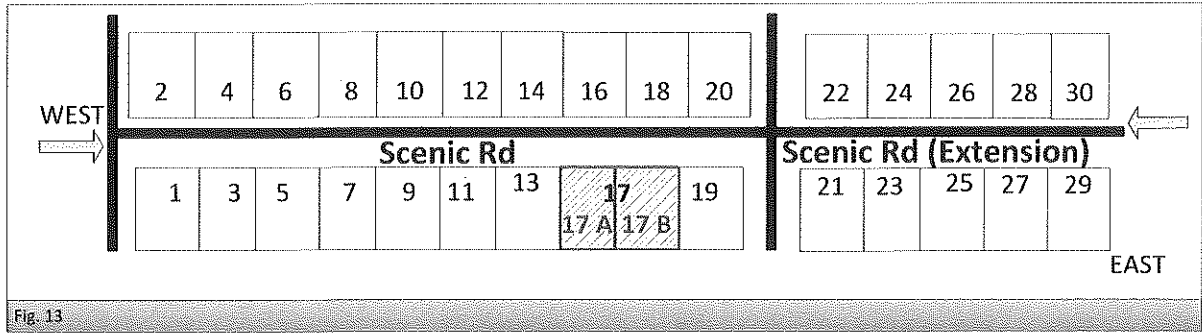 2 4 6 8 10 12 14 16 18 20 22 24 26 28 30
WEST
Scenic Rd Scenic Rd (Extension)
1 3 5 7 9 11 13 17 19 21 23 25 27 29
17 A 17 B
EAST
Fig. 13